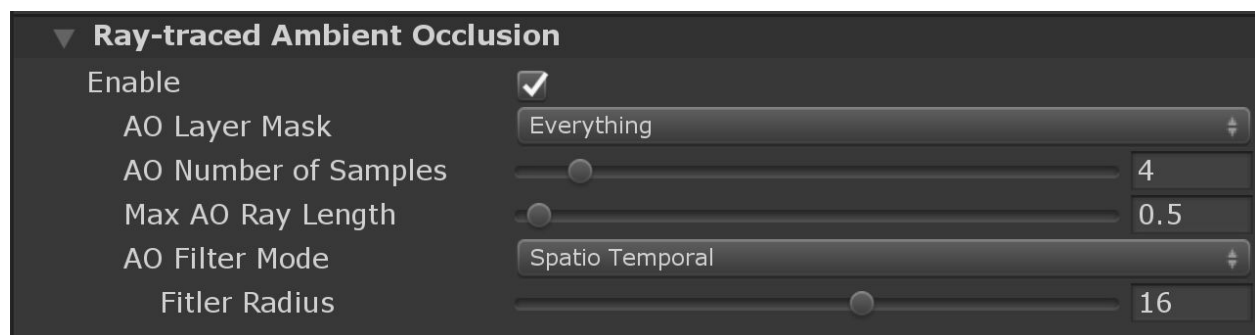 Ray-traced Ambient Occlusion
Enable
AO Layer Mask Everything
AO Number of Samples 4
Max AO Ray Length 0.5
AO Filter Mode Spatio Temporal
Fitler Radius 16